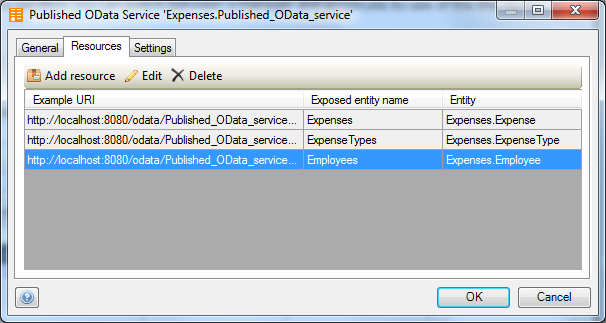 Published OData Service 'Expenses.Published_OData_service'
General Resources Settings
Add resource Edit Delete
Example URI Exposed entity name Entity
http://localhost:8080/odata/Published_OData_service... Expenses Expenses.Expense
http://localhost:8080/odata/Published_OData_service... ExpenseTypes Expenses.ExpenseType
http://localhost:8080/odata/Published_OData_service... Employees Expenses.Employee
? OK Cancel